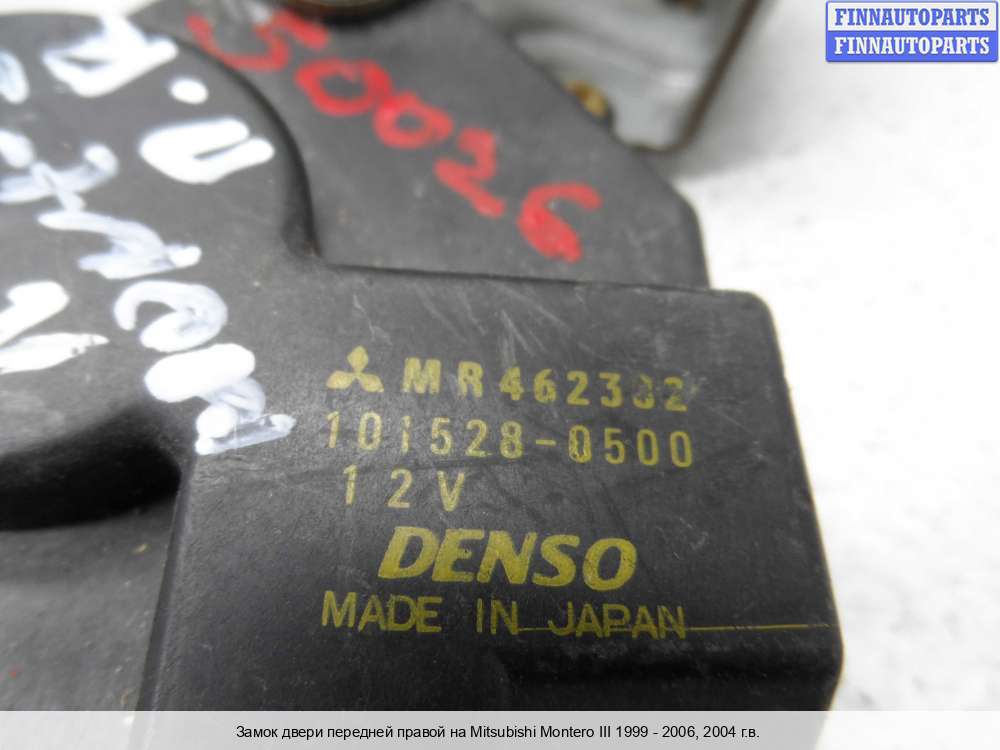 FINNAUTOPARTS
FINNAUTOPARTS
50026
MR462382
101528-0500
12V
DENSO
MADE IN JAPAN
Замок двери передней правой на Mitsubishi Montero III 1999 - 2006, 2004 г.в.